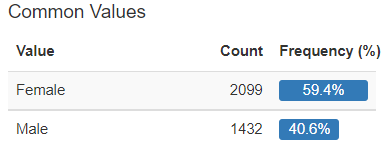 Common Values
Value Count Frequency (%)
Female 2099 59.4%
Male 1432 40.6%